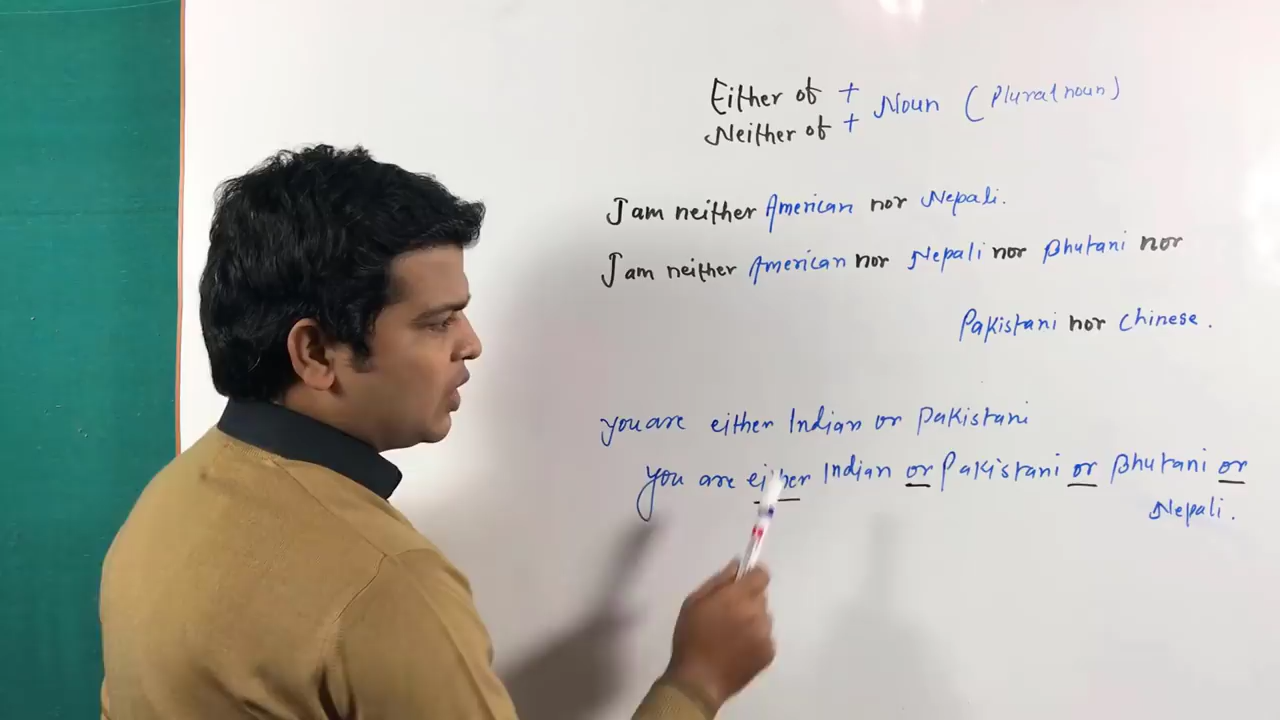 Either of +
Neither of + Noun (Plural noun)
I am neither American nor Nepali.
I am neither American nor Nepali nor Bhutani nor
Pakistani nor Chinese.
you are either Indian or Pakistani
you are either Indian or Pakistani or Bhutani or
Nepali.